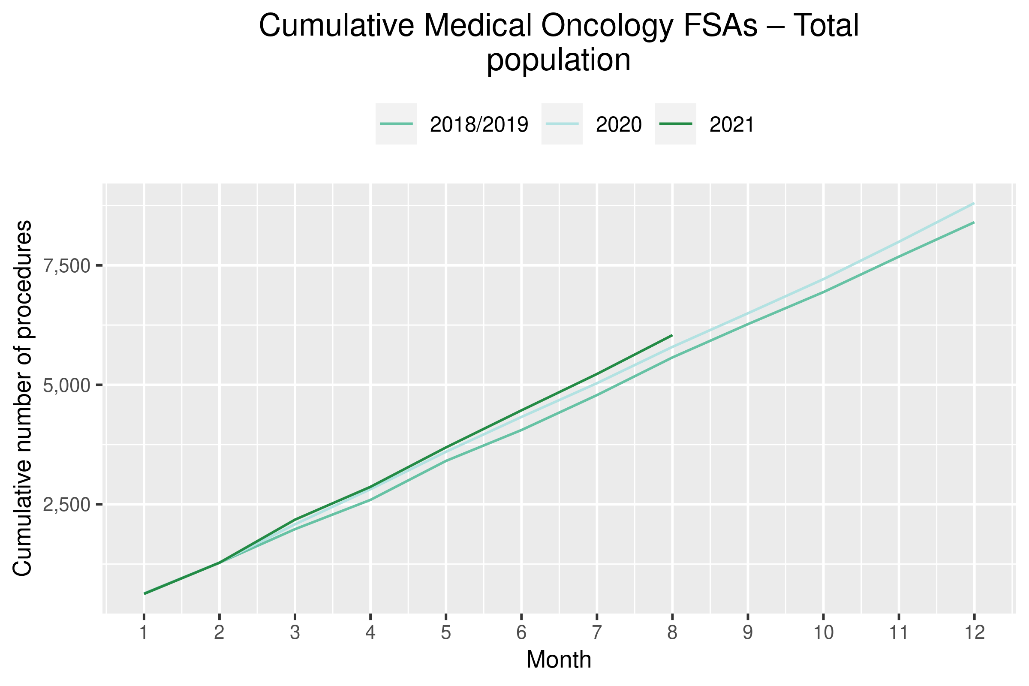 Cumulative Medical Oncology FSAs – Total
population
2018/2019 2020 2021
Cumulative number of procedures
7,500
5,000
2,500
1 2 3 4 5 6 7 8 9 10 11 12
Month